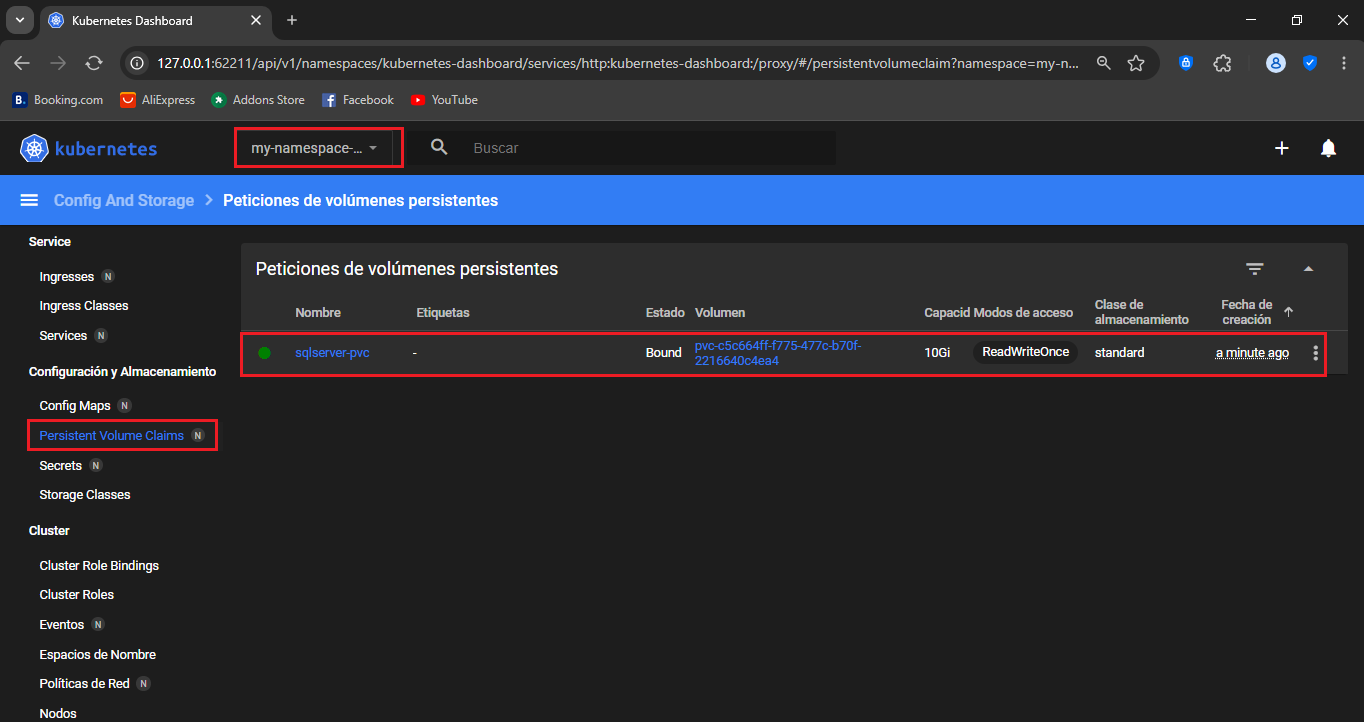 Kubernetes Dashboard
127.0.0.1:62211/api/v1/namespaces/kubernetes-dashboard/services/http:kubernetes-dashboard:/proxy/#/persistentvolumeclaim?namespace=my-n...
B. Booking.com AliExpress Addons Store Facebook YouTube
kubernetes my-namespace-... Buscar
Config And Storage > Peticiones de volúmenes persistentes
Service
Ingresses N
Ingress Classes
Services N
Configuración y Almacenamiento
Config Maps N
Persistent Volume Claims N
Secrets N
Storage Classes
Cluster
Cluster Role Bindings
Cluster Roles
Eventos N
Espacios de Nombre
Políticas de Red N
Nodos
Peticiones de volúmenes persistentes
Nombre Etiquetas Estado Volumen Capacid Modos de acceso Clase de
almacenamiento Fecha de
creación
sqlserver-pvc - Bound pvc-c5c664ff-f775-477c-b70f-
2216640c4ea4 10Gi ReadWriteOnce standard a minute ago